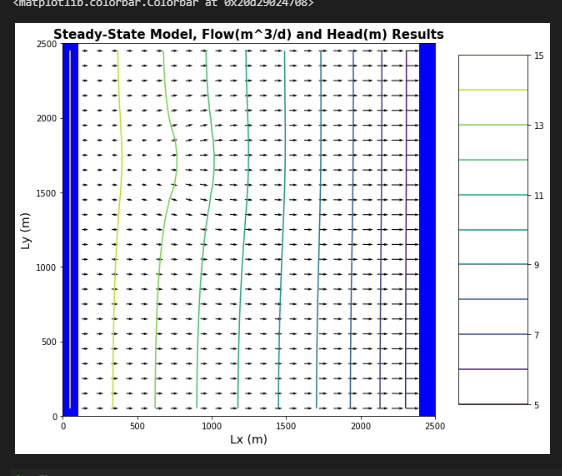 <matplotlib.colorbar.Colorbar at 0x20d29024708>
Steady-State Model, Flow(m^3/d) and Head(m) Results
2500
2000
1500
1000
500
0
Ly (m)
0 500 1000 1500 2000 2500
Lx (m)
15
13
11
9
7
5